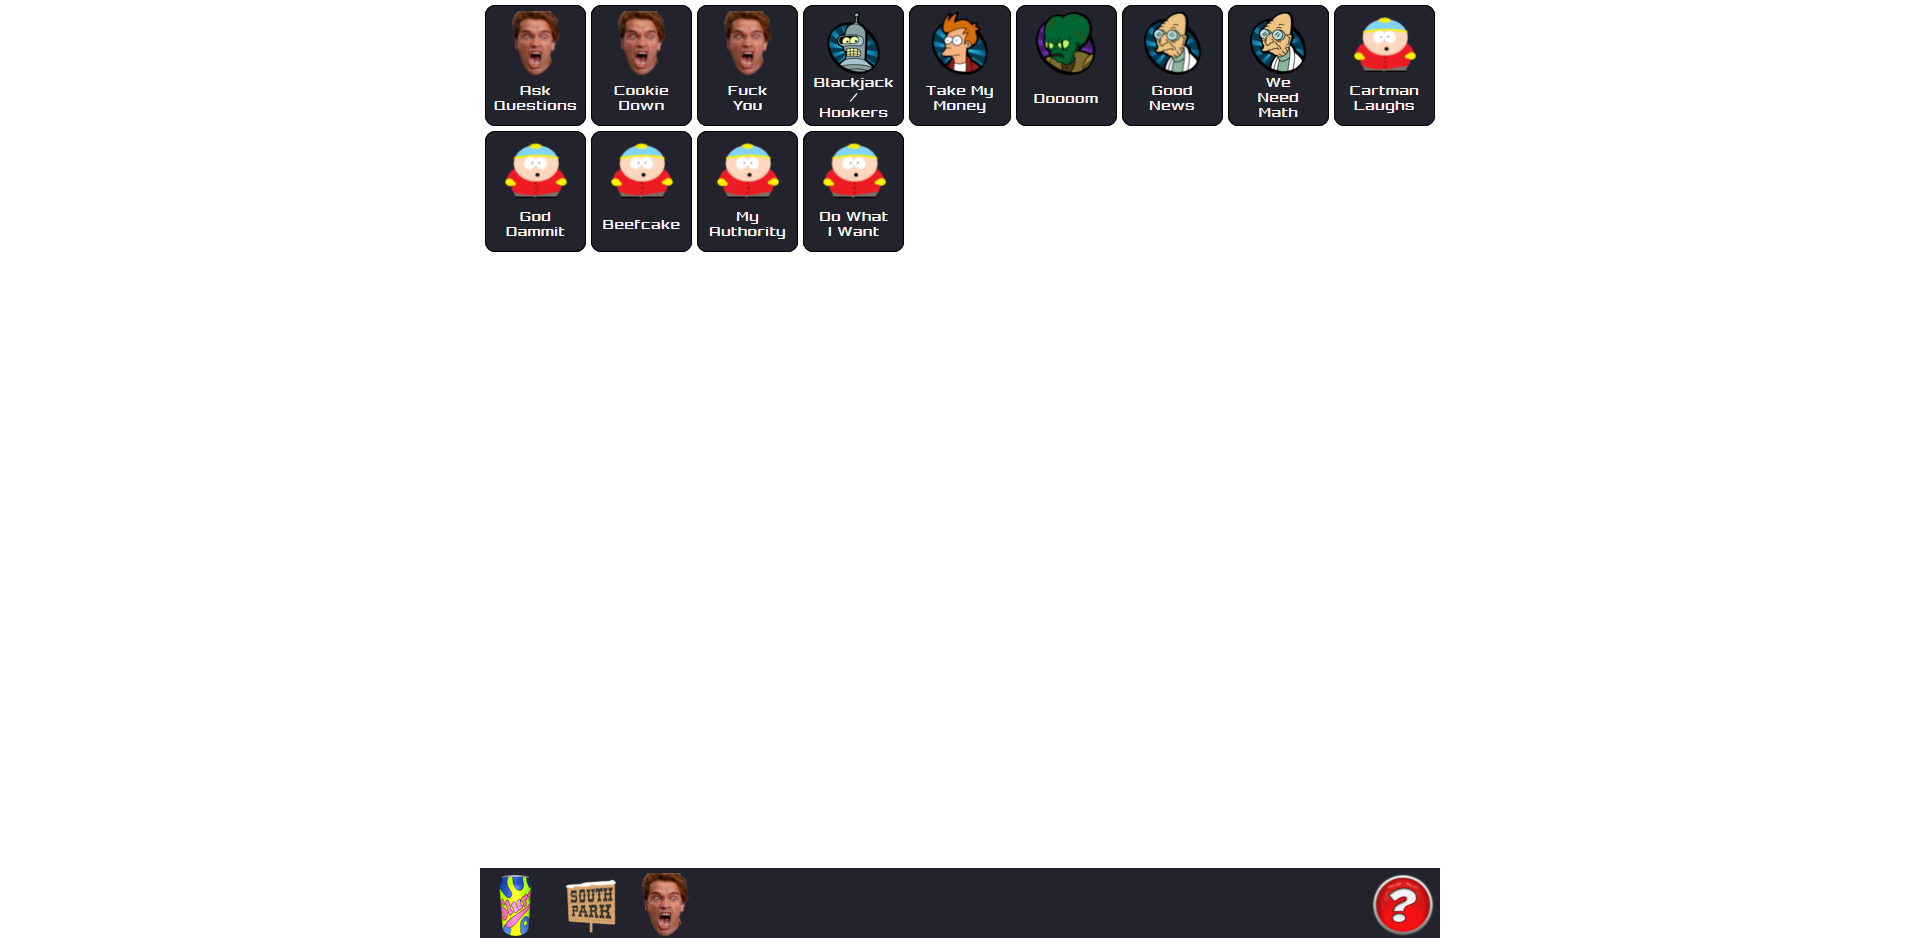 Ask
Questions
Cookie
Down
Fuck
You
Blackjack
/
Hookers
Take My
Money
Doooom
Good
News
We
Need
Math
Cartman
Laughs
God
Dammit
Beefcake
My
Authority
Do What
I Want
Slurm
SOUTH
PARK
?